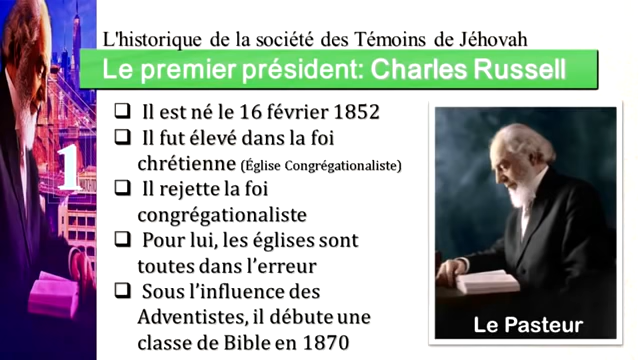 L'historique de la société des Témoins de Jéhovah
Le premier président: Charles Russell
1
❑ Il est né le 16 février 1852
❑ Il fut élevé dans la foi
chrétienne (Église Congrégationaliste)
❑ Il rejette la foi
congrégationaliste
❑ Pour lui, les églises sont
toutes dans l'erreur
❑ Sous l'influence des
Adventistes, il débute une
classe de Bible en 1870
Le Pasteur